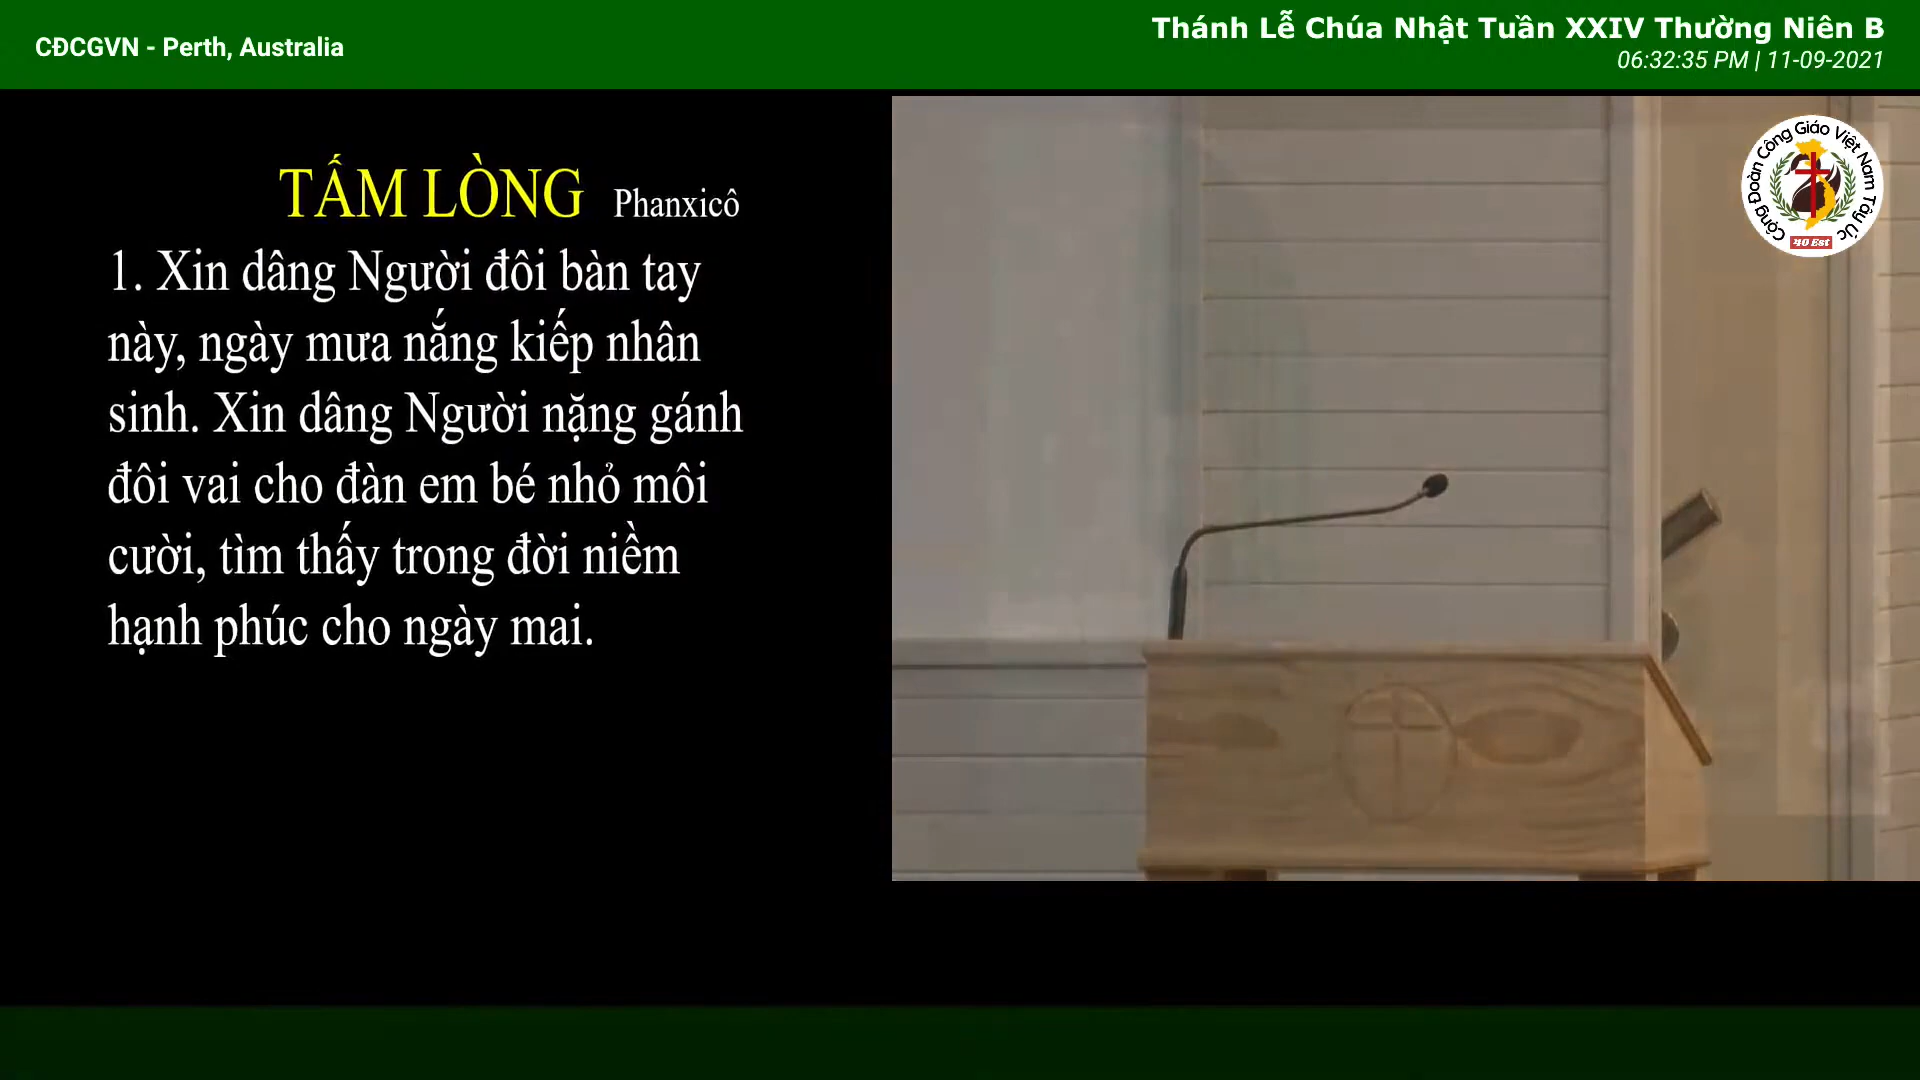 CĐCGVN - Perth, Australia
Thánh Lễ Chúa Nhật Tuần XXIV Thường Niên B
06:32:35 PM | 11-09-2021
TẤM LÒNG Phanxicô
1. Xin dâng Người đôi bàn tay
này, ngày mưa nắng kiếp nhân
sinh. Xin dâng Người nặng gánh
đôi vai cho đàn em bé nhỏ môi
cười, tìm thấy trong đời niềm
hạnh phúc cho ngày mai.
Cộng Đoàn Công Giáo Việt Nam Tây Úc
40 Est